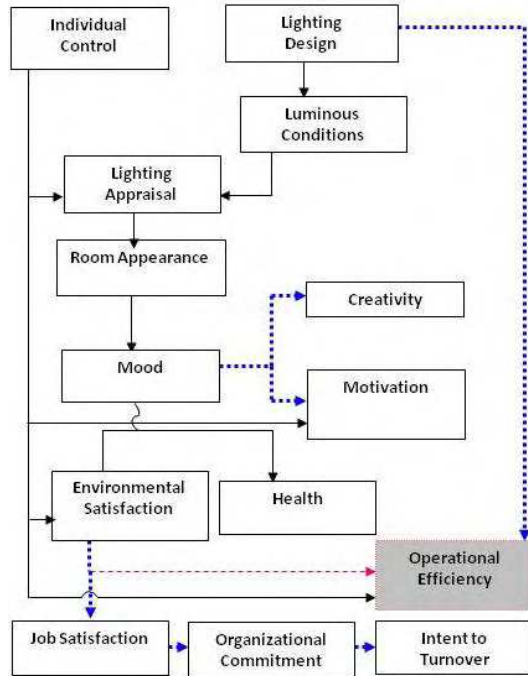 Individual
Control
Lighting
Design
Luminous
Conditions
Lighting
Appraisal
Room Appearance
Creativity
Mood
Motivation
Environmental
Satisfaction
Health
Operational
Efficiency
Job Satisfaction
Organizational
Commitment
Intent to
Turnover